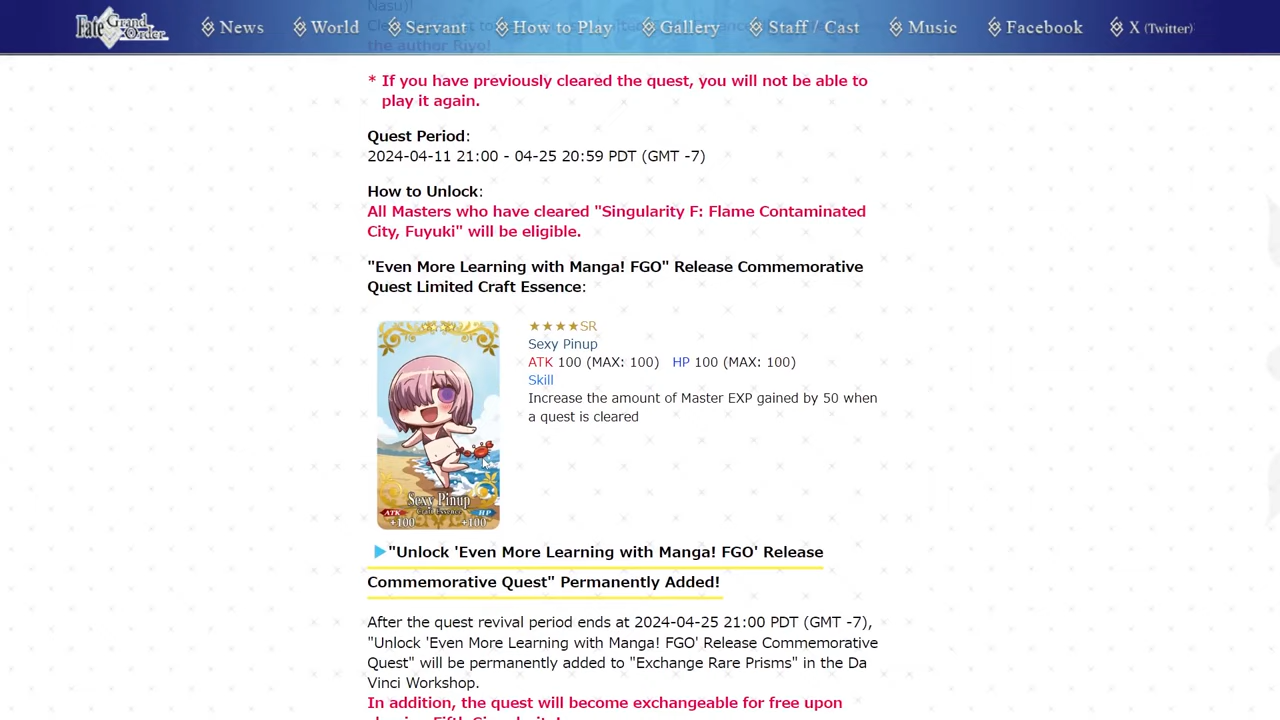 Fate Grand Order News World Servant How to Play Gallery Staff / Cast Music Facebook X (Twitter)
Nasu)!
the author Riyo!
* If you have previously cleared the quest, you will not be able to
play it again.
Quest Period:
2024-04-11 21:00 - 04-25 20:59 PDT (GMT -7)
How to Unlock:
All Masters who have cleared "Singularity F: Flame Contaminated
City, Fuyuki" will be eligible.
"Even More Learning with Manga! FGO" Release Commemorative
Quest Limited Craft Essence:
★★★★SR
Sexy Pinup
ATK 100 (MAX: 100) HP 100 (MAX: 100)
Skill
Increase the amount of Master EXP gained by 50 when
a quest is cleared
Sexy Pinup
Craft Essence
ATK HP
+100 +100
"Unlock 'Even More Learning with Manga! FGO' Release
Commemorative Quest" Permanently Added!
After the quest revival period ends at 2024-04-25 21:00 PDT (GMT -7),
"Unlock 'Even More Learning with Manga! FGO' Release Commemorative
Quest" will be permanently added to "Exchange Rare Prisms" in the Da
Vinci Workshop.
In addition, the quest will become exchangeable for free upon